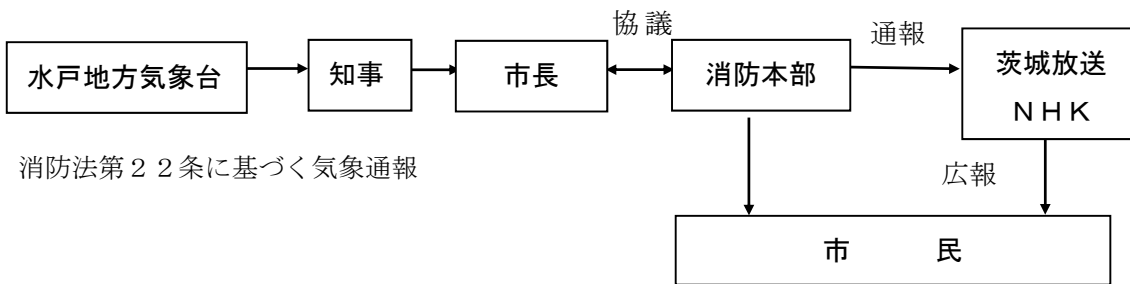 協議
通報
水戸地方気象台
知事
市長
消防本部
茨城放送
ＮＨＫ
消防法第２２条に基づく気象通報
広報
市　　　民